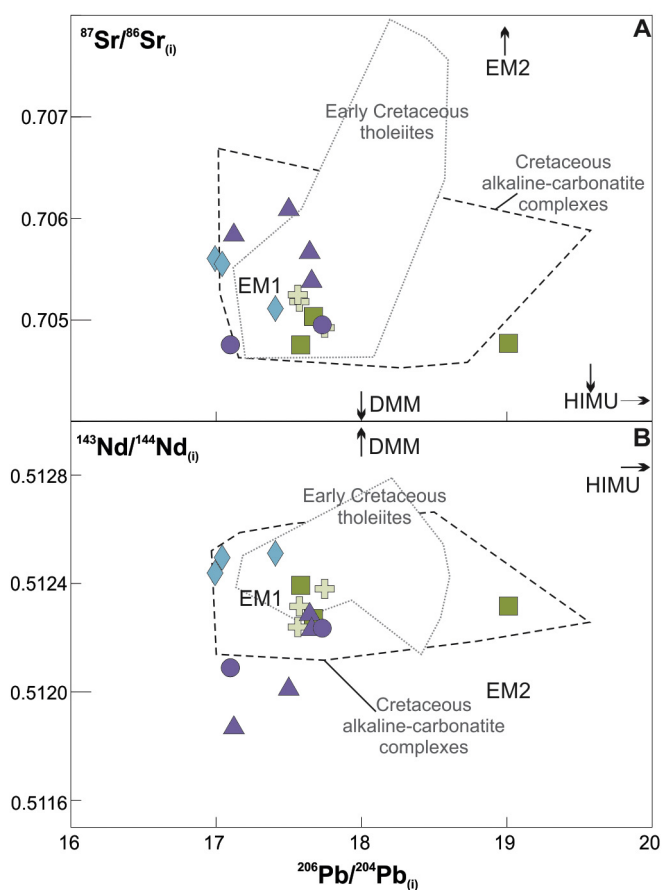 ⁸⁷Sr/⁸⁶Sr(i)
A
EM2
Early Cretaceous
tholeiites
0.707
Cretaceous
alkaline-carbonatite
complexes
0.706
EM1
0.705
DMM
HIMU
¹⁴³Nd/¹⁴⁴Nd(i)
B
DMM
HIMU
0.5128
Early Cretaceous
tholeiites
0.5124
EM1
0.5120
EM2
Cretaceous
alkaline-carbonatite
complexes
0.5116
16 17 18 19 20
²⁰⁶Pb/²⁰⁴Pb(i)